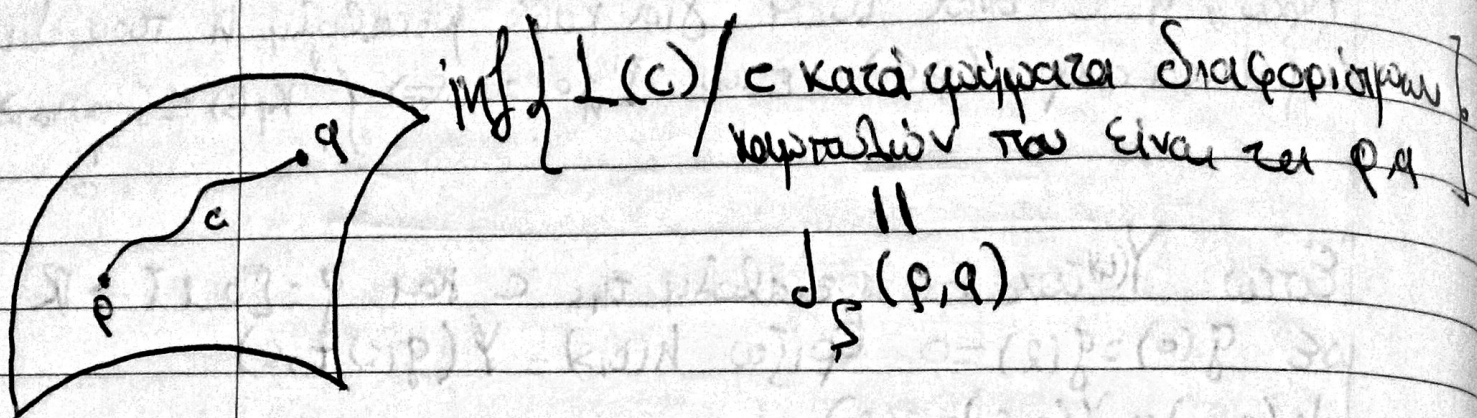 inf { L(c) / c κατά τμήματα διαφορίσιμων
καμπυλών που είναι τα p, q }
||
d_S (p, q)
q
c
p